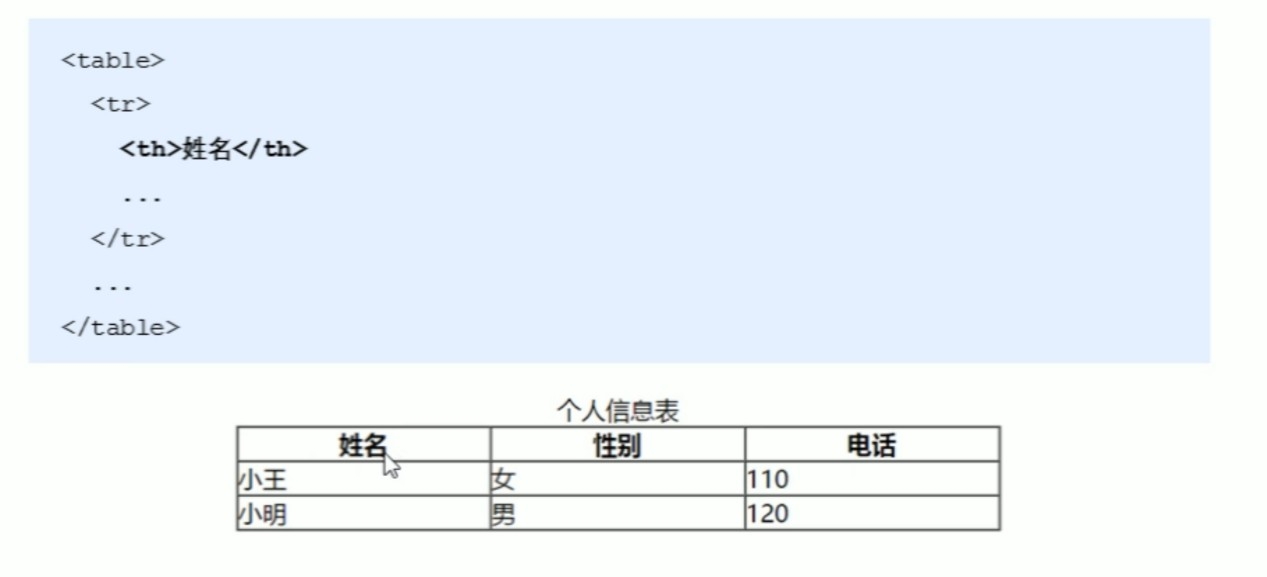 <table>
<tr>
<th>姓名</th>
...
</tr>
...
</table>
个人信息表
姓名 性别 电话
小王 女 110
小明 男 120